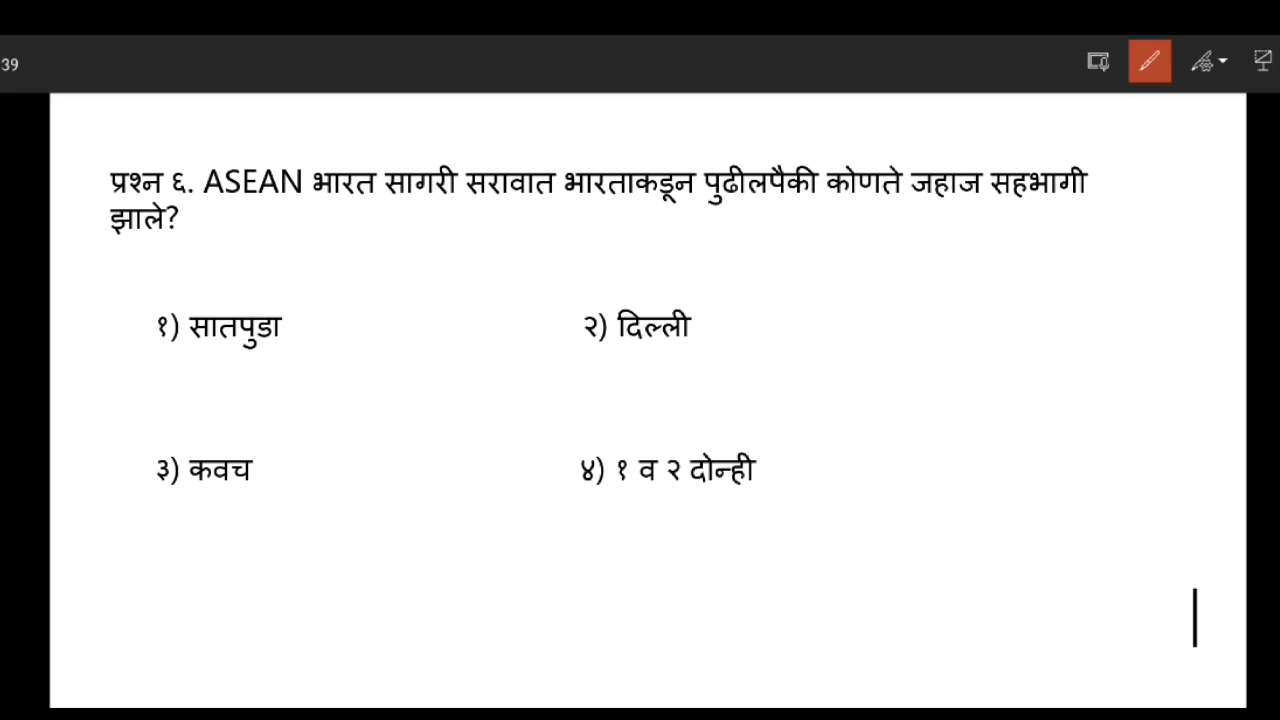 39
प्रश्न ६. ASEAN भारत सागरी सरावात भारताकडून पुढीलपैकी कोणते जहाज सहभागी
झाले?
१) सातपुडा २) दिल्ली
३) कवच ४) १ व २ दोन्ही